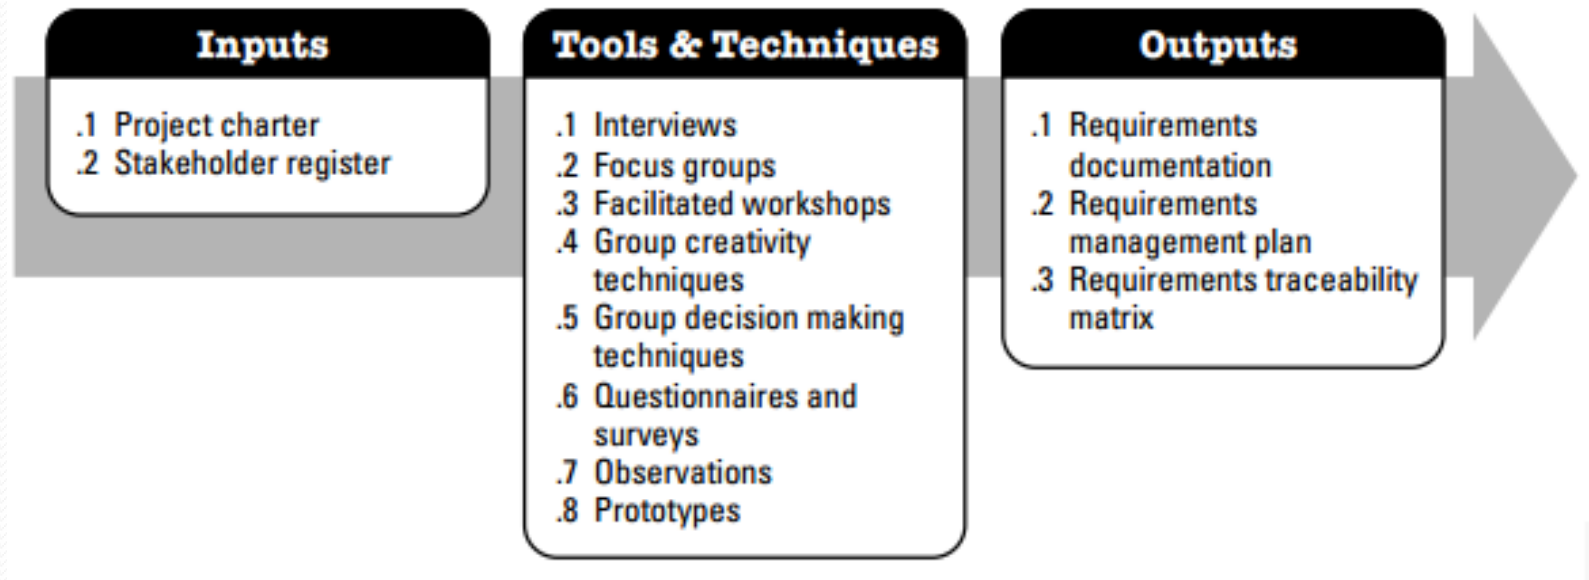 Inputs
.1 Project charter
.2 Stakeholder register
Tools & Techniques
.1 Interviews
.2 Focus groups
.3 Facilitated workshops
.4 Group creativity
techniques
.5 Group decision making
techniques
.6 Questionnaires and
surveys
.7 Observations
.8 Prototypes
Outputs
.1 Requirements
documentation
.2 Requirements
management plan
.3 Requirements traceability
matrix